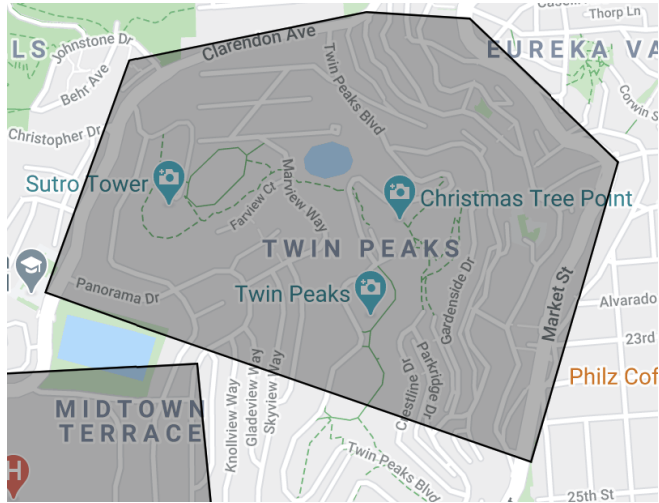 Thorp Ln
LS
Johnstone Dr
Clarendon Ave
EUREKA VA
Behr Ave
Twin Peaks Blvd
Corwin S
Christopher Dr
Sutro Tower
Marview Way
Farview Ct
Christmas Tree Point
TWIN PEAKS
Panorama Dr
Twin Peaks
Gardenside Dr
Market St
Alvarado
23rd
Parkridge Dr
Crestline Dr
Philz Cof
Knollview Way
Gladeview Way
Skyview Way
MIDTOWN
TERRACE
Twin Peaks Blvd
H
25th St